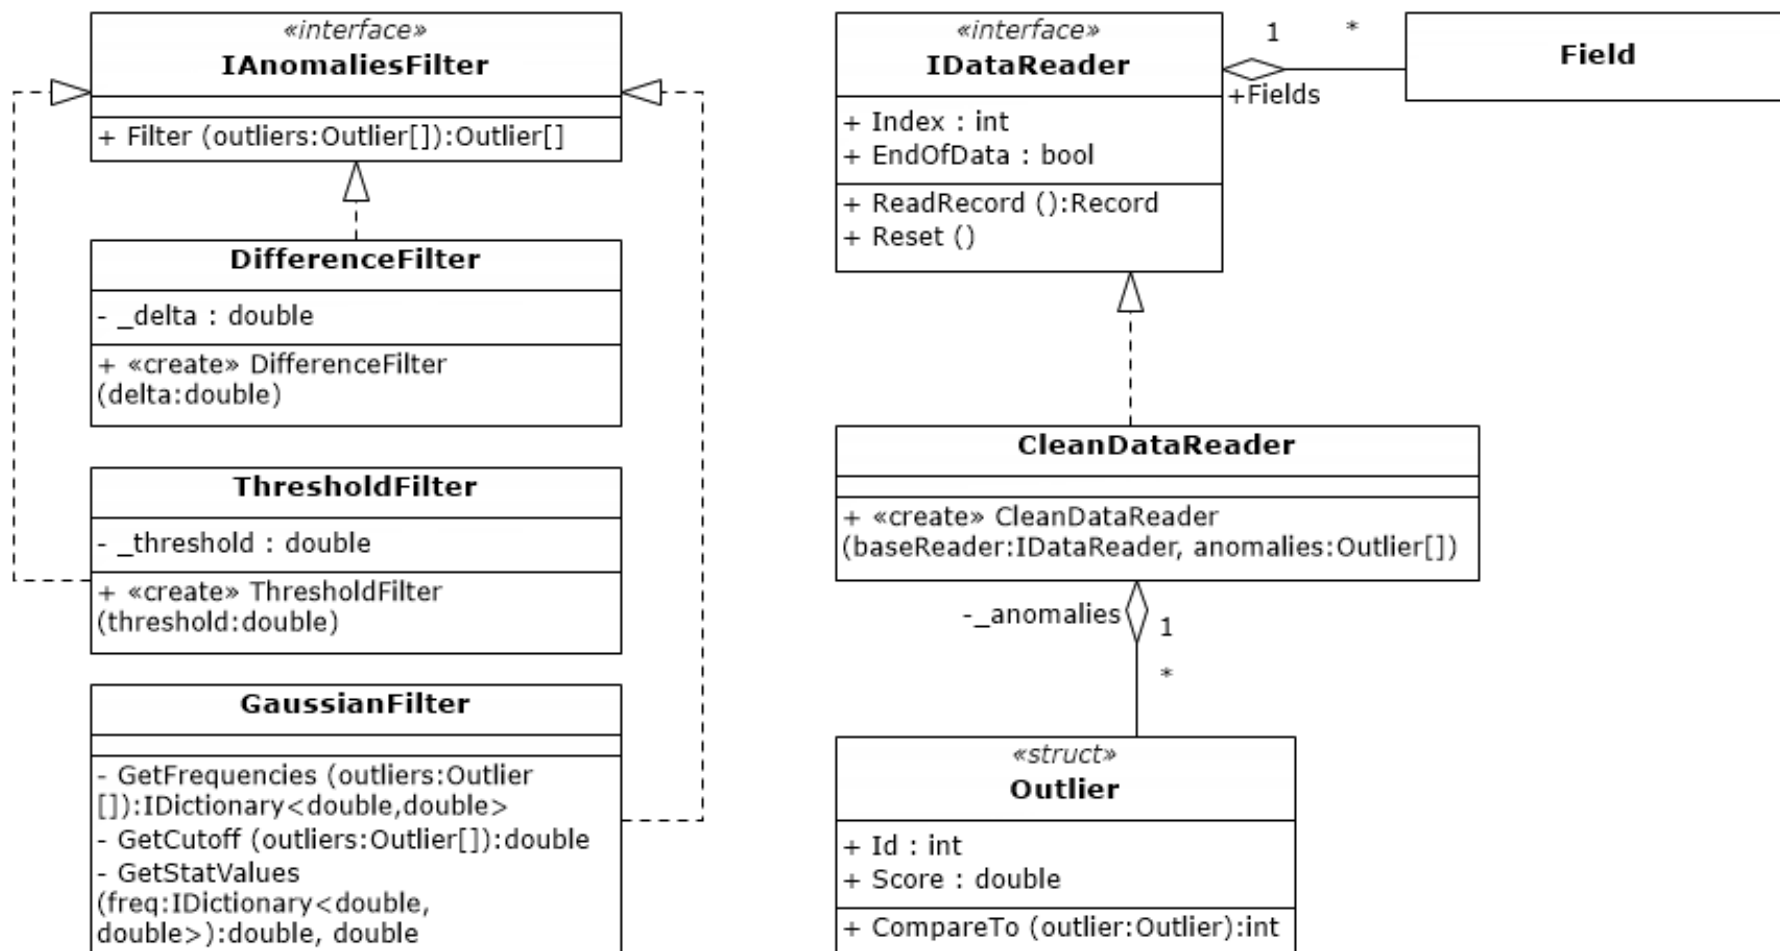 «interface»
IAnomaliesFilter
+ Filter (outliers:Outlier[]):Outlier[]
DifferenceFilter
- _delta : double
+ «create» DifferenceFilter
(delta:double)
ThresholdFilter
- _threshold : double
+ «create» ThresholdFilter
(threshold:double)
GaussianFilter
- GetFrequencies (outliers:Outlier
[]):IDictionary<double,double>
- GetCutoff (outliers:Outlier[]):double
- GetStatValues
(freq:IDictionary<double,
double>):double, double
«interface»
IDataReader
+ Index : int
+ EndOfData : bool
+ ReadRecord ():Record
+ Reset ()
1 *
+Fields
Field
CleanDataReader
+ «create» CleanDataReader
(baseReader:IDataReader, anomalies:Outlier[])
-_anomalies
1
*
«struct»
Outlier
+ Id : int
+ Score : double
+ CompareTo (outlier:Outlier):int